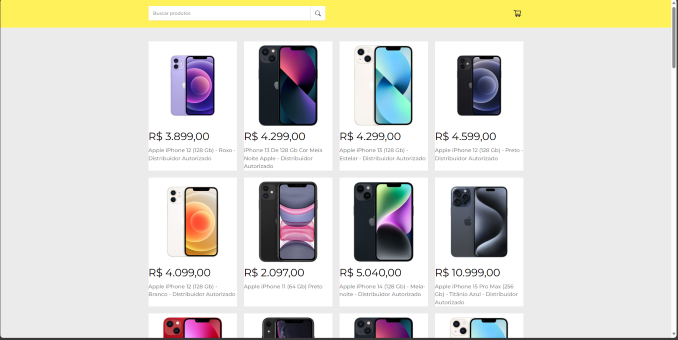 Buscar produtos
R$ 3.899,00
Apple iPhone 12 (128 Gb) - Roxo -
Distribuidor Autorizado
R$ 4.299,00
iPhone 13 De 128 Gb Cor Meia
Noite Apple - Distribuidor
Autorizado
R$ 4.299,00
Apple iPhone 13 (128 Gb) -
Estelar - Distribuidor Autorizado
R$ 4.599,00
Apple iPhone 12 (128 Gb) - Preto -
Distribuidor Autorizado
R$ 4.099,00
Apple iPhone 12 (128 Gb) -
Branco - Distribuidor Autorizado
R$ 2.097,00
Apple iPhone 11 (64 Gb) Preto
R$ 5.040,00
Apple iPhone 14 (128 Gb) - Meia-
noite - Distribuidor Autorizado
R$ 10.999,00
Apple iPhone 15 Pro Max (256
Gb) - Titânio Azul - Distribuidor
Autorizado